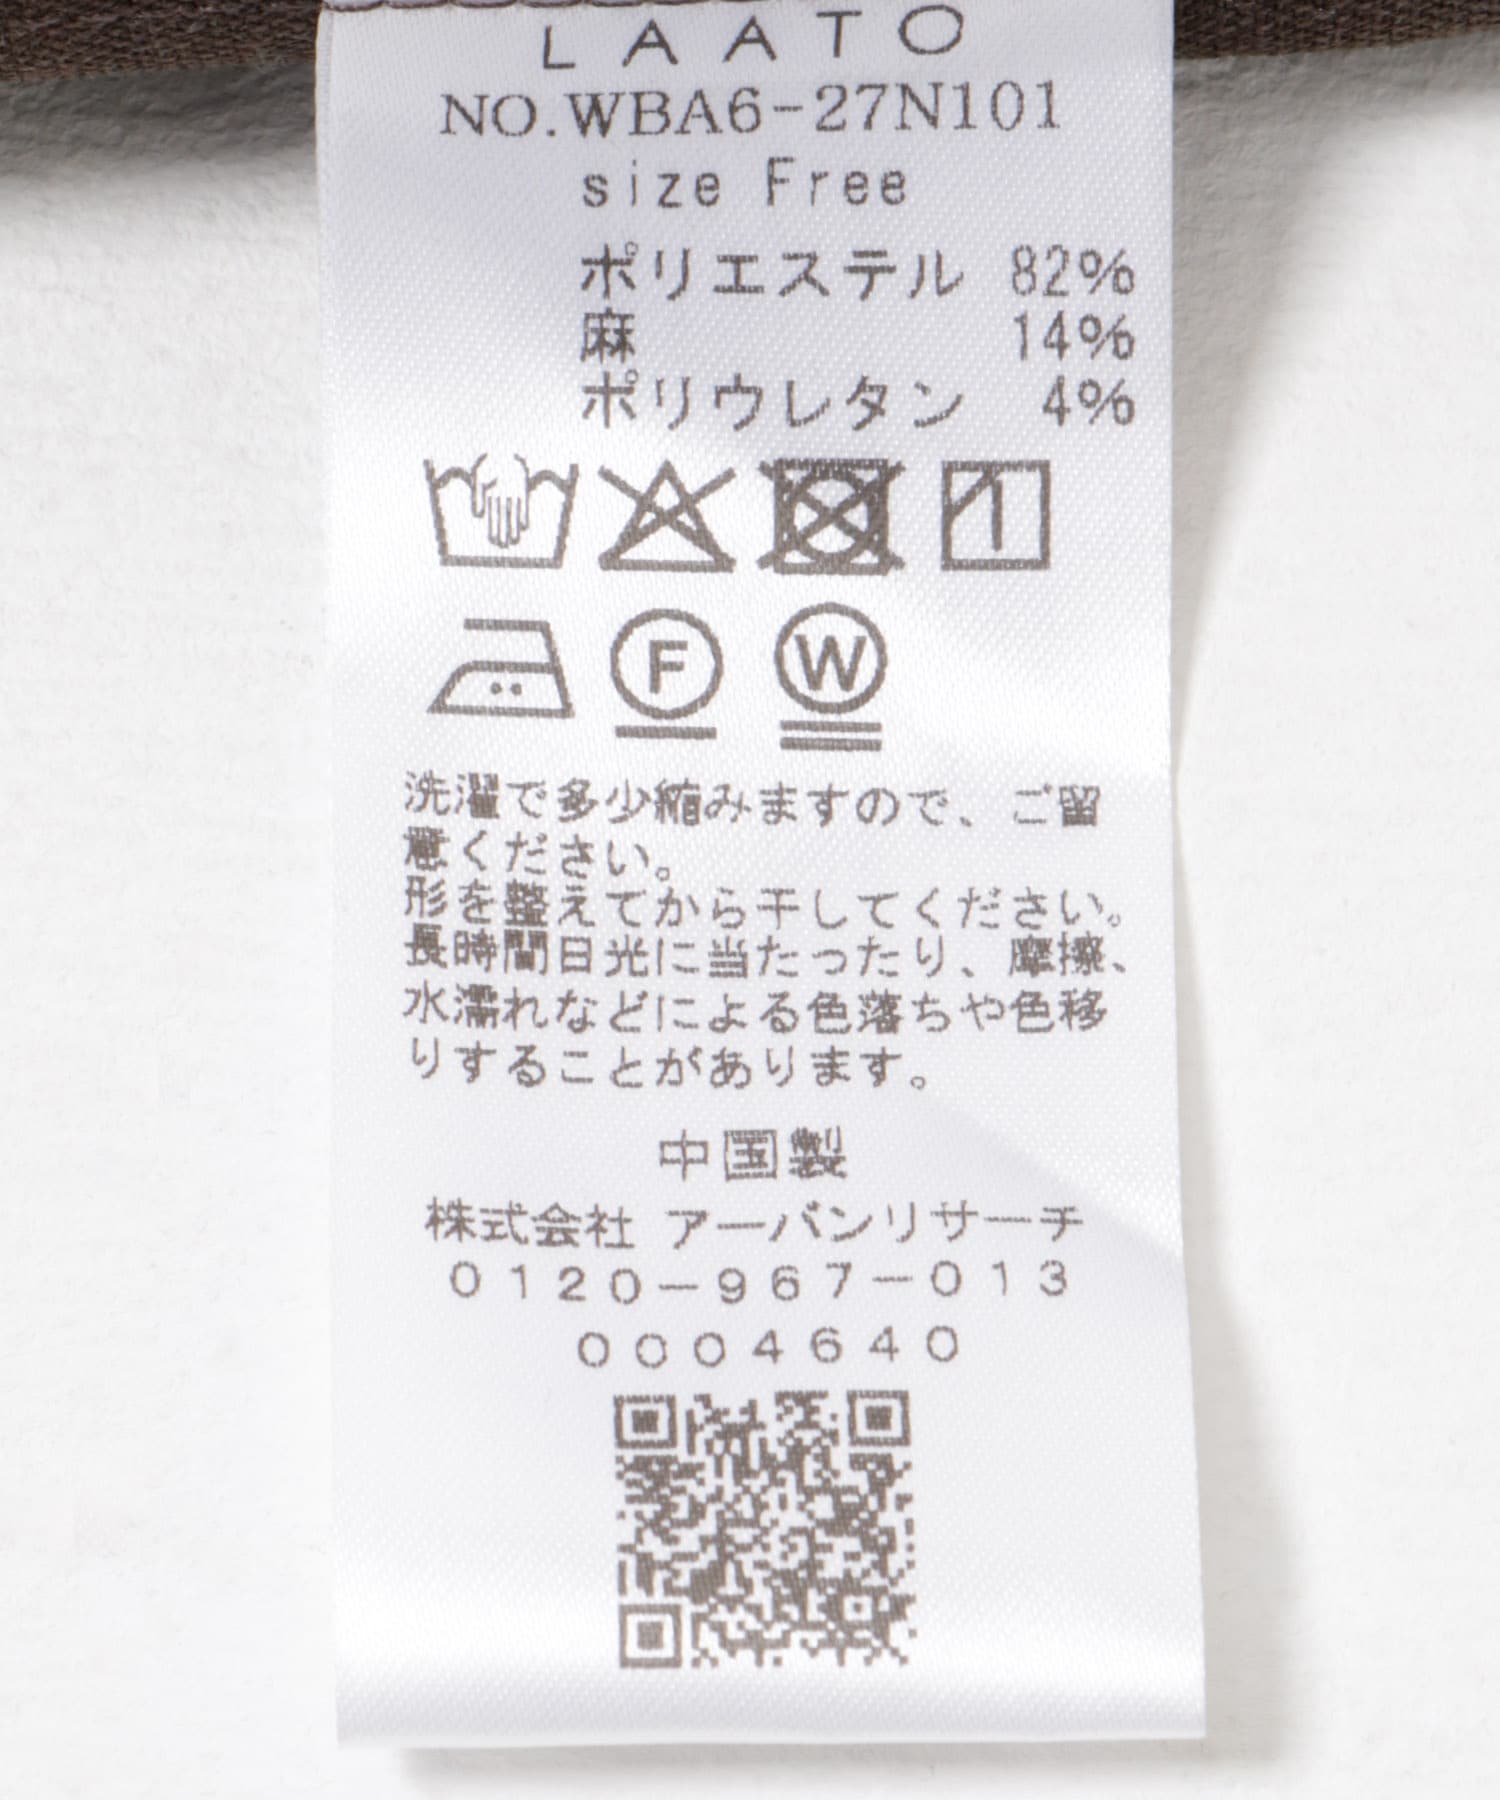 LAATO
NO.WBA6-27N101
size Free
ポリエステル 82%
麻 14%
ポリウレタン 4%
F W
洗濯で多少縮みますので、ご留
意ください。
形を整えてから干してください。
長時間日光に当たったり、摩擦、
水濡れなどによる色落ちや色移
りすることがあります。
中国製
株式会社 アーバンリサーチ
0120-967-013
0004640